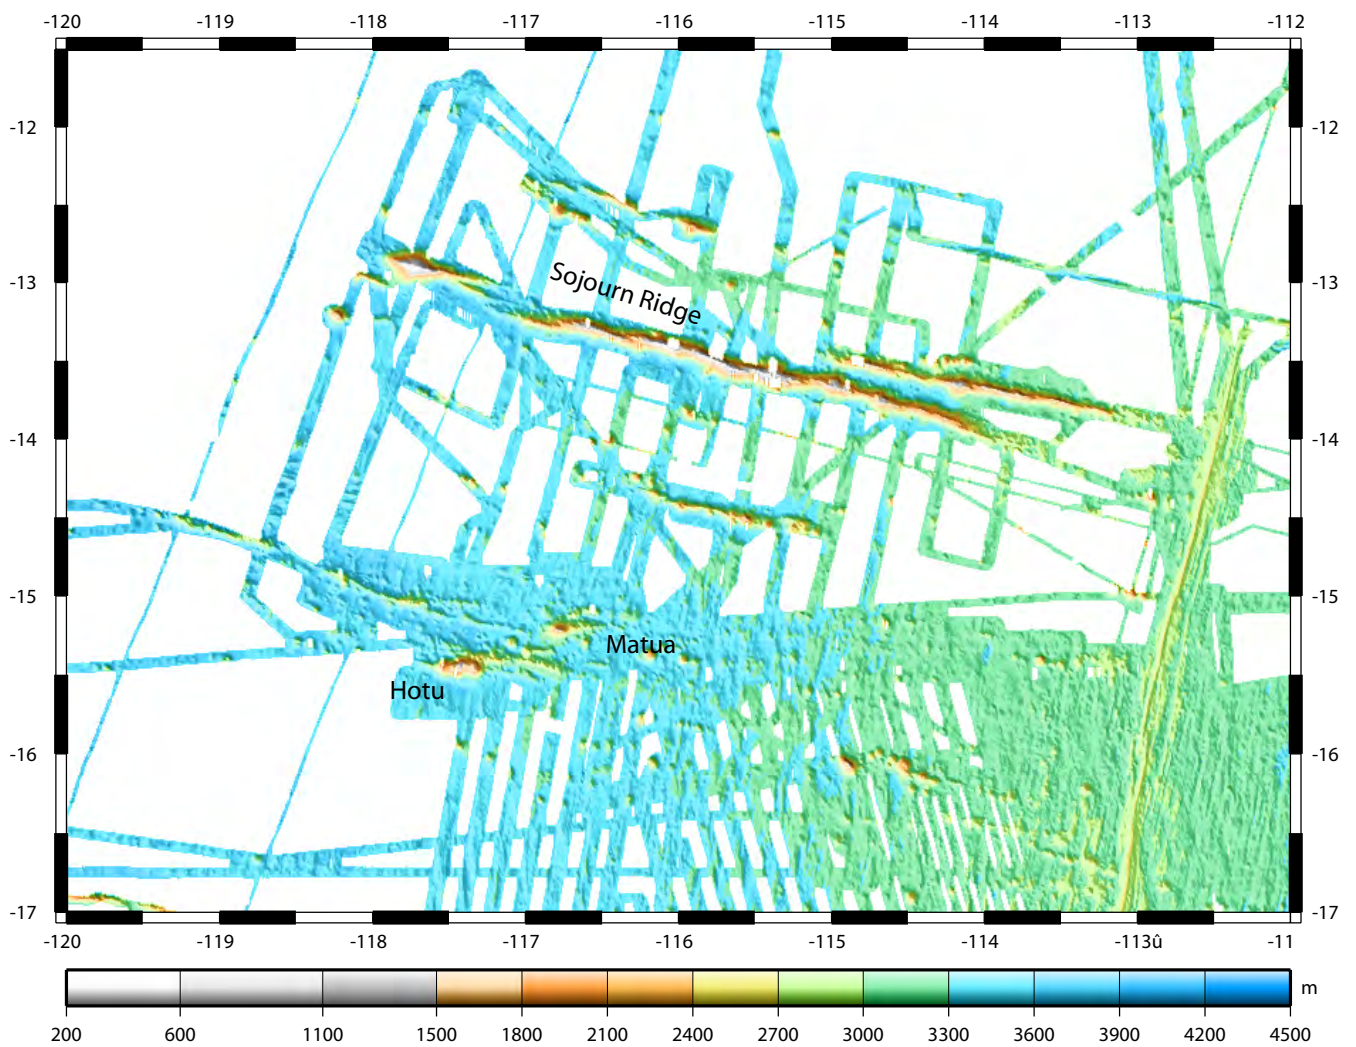 -120 -119 -118 -117 -116 -115 -114 -113 -112
-12 -12
-13 -13
Sojourn Ridge
-14 -14
-15 -15
Matua
Hotu
-16 -16
-17 -17
-120 -119 -118 -117 -116 -115 -114 -113û -11
m
200 600 1100 1500 1800 2100 2400 2700 3000 3300 3600 3900 4200 4500